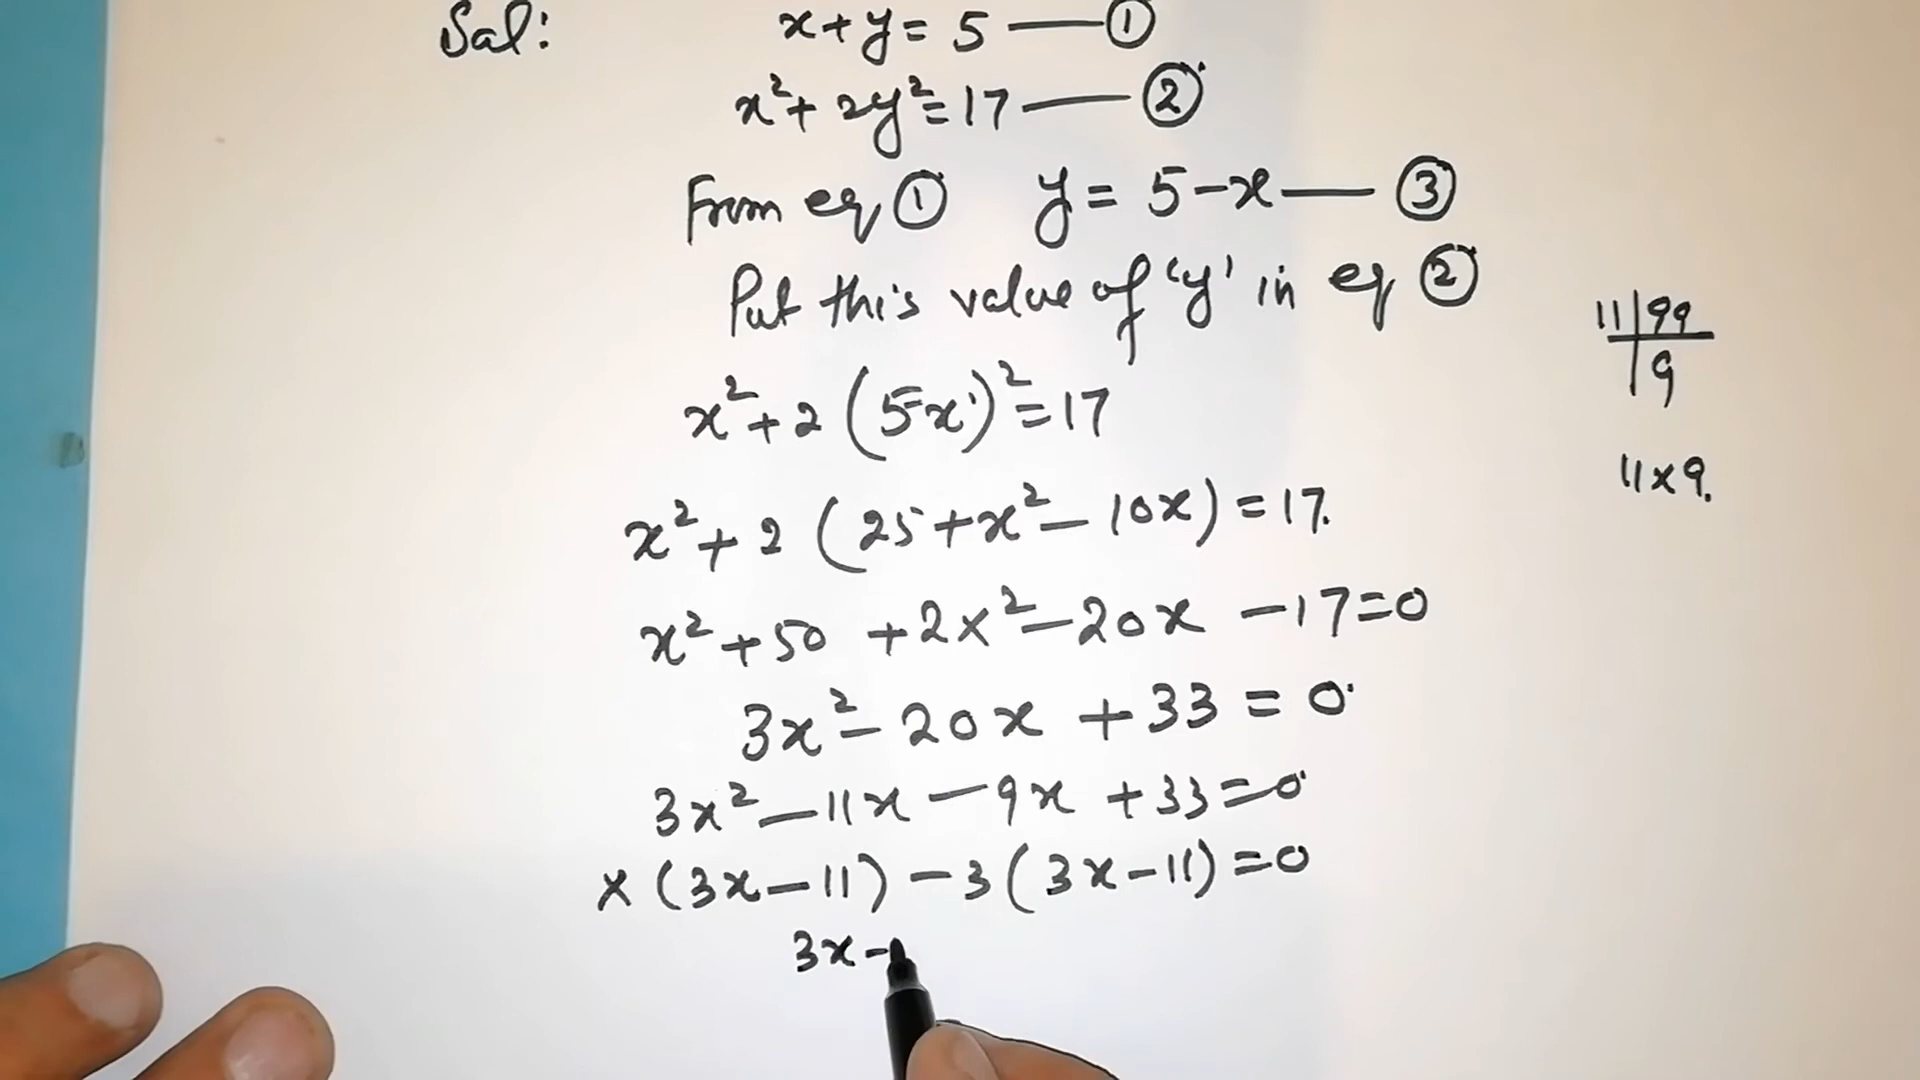 Sol:
x + y = 5 — ①
x² + 2y² = 17 — ②
From eq ① y = 5 - x — ③
Put this value of 'y' in eq ②
x² + 2 (5-x)² = 17
x² + 2 (25 + x² - 10x) = 17.
x² + 50 + 2x² - 20x - 17 = 0
3x² - 20x + 33 = 0
3x² - 11x - 9x + 33 = 0
x (3x - 11) - 3 (3x - 11) = 0
3x -
11 | 99
| 9
11 x 9.